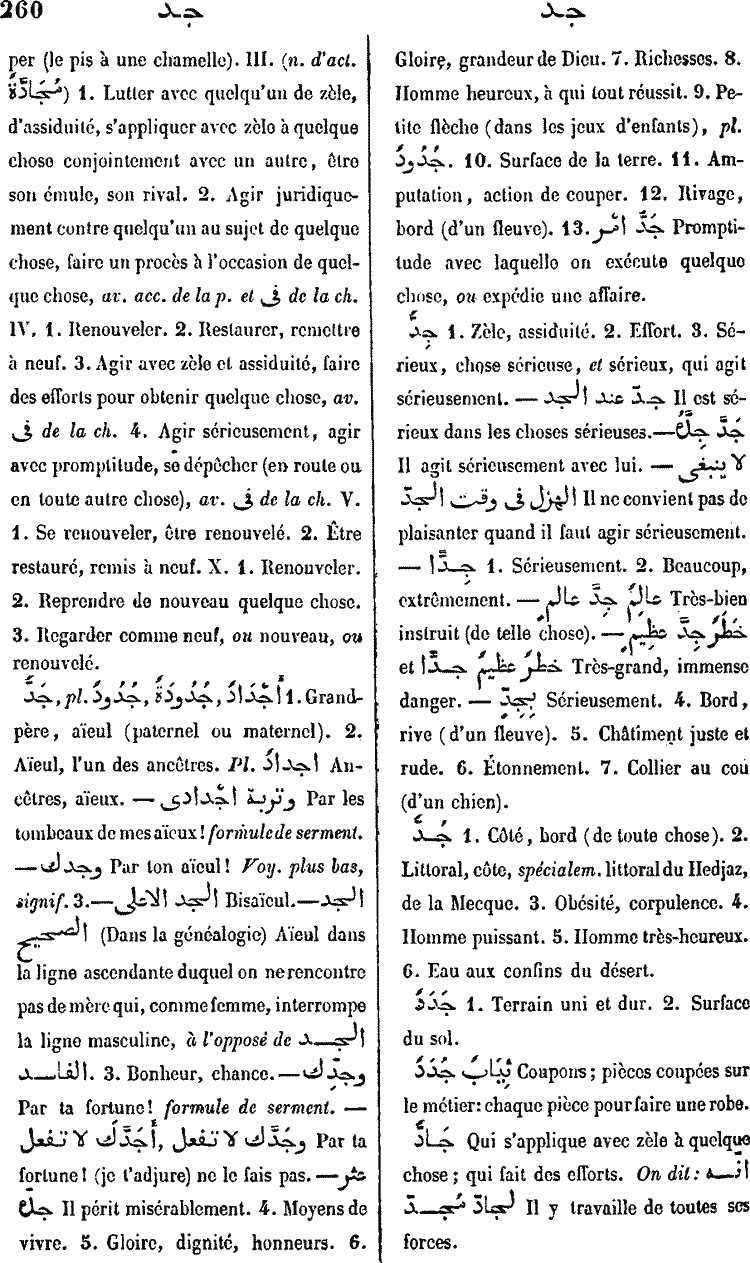 260
جد
جد
per (le pis à une chamelle). III. (n. d'act.
مُجَادَّةٌ) 1. Lutter avec quelqu'un de zèle,
d'assiduité, s'appliquer avec zèle à quelque
chose conjointement avec un autre, être
son émule, son rival. 2. Agir juridique-
ment contre quelqu'un au sujet de quelque
chose, faire un procès à l'occasion de quel-
que chose, av. acc. de la p. et فى de la ch.
IV. 1. Renouveler. 2. Restaurer, remettre
à neuf. 3. Agir avec zèle et assiduité, faire
des efforts pour obtenir quelque chose, av.
فى de la ch. 4. Agir sérieusement, agir
avec promptitude, se dépêcher (en route ou
en toute autre chose), av. فى de la ch. V.
1. Se renouveler, être renouvelé. 2. Être
restauré, remis à neuf. X. 1. Renouveler.
2. Reprendre de nouveau quelque chose.
3. Regarder comme neuf, ou nouveau, ou
renouvelé.
جَدٌّ, pl. أَجْدَادٌ, جُدُودَةٌ, جُدُودٌ 1. Grand-
père, aïeul (paternel ou maternel). 2.
Aïeul, l'un des ancêtres. Pl. اجدادٌ An-
cêtres, aïeux. — وتربة اجْدادى Par les
tombeaux de mes aïeux! formule de serment.
— وجدك Par ton aïeul! Voy. plus bas,
signif. 3. — الجد الاعلى Bisaïeul. — الجد
الصحيح (Dans la généalogie) Aïeul dans
la ligne ascendante duquel on ne rencontre
pas de mère qui, comme femme, interrompe
la ligne masculine, à l'opposé de الجد
الفاسد. 3. Bonheur, chance. — وجدّك
Par ta fortune! formule de serment. —
وجَدّك لا تفعل, أَجَدَّك لا تفعل Par ta
fortune! (je t'adjure) ne le fais pas. — عثر
جدّه Il périt misérablement. 4. Moyens de
vivre. 5. Gloire, dignité, honneurs. 6.
Gloire, grandeur de Dieu. 7. Richesses. 8.
Homme heureux, à qui tout réussit. 9. Pe-
tite flèche (dans les jeux d'enfants), pl.
جُدُودٌ. 10. Surface de la terre. 11. Am-
putation, action de couper. 12. Rivage,
bord (d'un fleuve). 13. جَدُّ امْرٍ Prompti-
tude avec laquelle on exécute quelque
chose, ou expédie une affaire.
جِدٌّ 1. Zèle, assiduité. 2. Effort. 3. Sé-
rieux, chose sérieuse, et sérieux, qui agit
sérieusement. — جدّ عند الجد Il est sé-
rieux dans les choses sérieuses. — جَدَّ جِدُّهُ
Il agit sérieusement avec lui. — لا ينبغى
الهزل فى وقت الجدّ Il ne convient pas de
plaisanter quand il faut agir sérieusement.
— جِدًّا 1. Sérieusement. 2. Beaucoup,
extrêmement. — عالِمٌ جِدَّ عالمٍ Très-bien
instruit (de telle chose). — خطرٌ جِدُّ عظيمٍ
et خطرٌ عظيمٌ جدًّا Très-grand, immense
danger. — بِجِدٍّ Sérieusement. 4. Bord,
rive (d'un fleuve). 5. Châtiment juste et
rude. 6. Étonnement. 7. Collier au cou
(d'un chien).
جُدٌّ 1. Côté, bord (de toute chose). 2.
Littoral, côte, spécialem. littoral du Hedjaz,
de la Mecque. 3. Obésité, corpulence. 4.
Homme puissant. 5. Homme très-heureux.
6. Eau aux confins du désert.
جَدَدٌ 1. Terrain uni et dur. 2. Surface
du sol.
ثِيَابٌ جُدَدٌ Coupons; pièces coupées sur
le métier: chaque pièce pour faire une robe.
جَادٌّ Qui s'applique avec zèle à quelque
chose; qui fait des efforts. On dit: انّه
لجادّ مُجِدّ Il y travaille de toutes ses
forces.